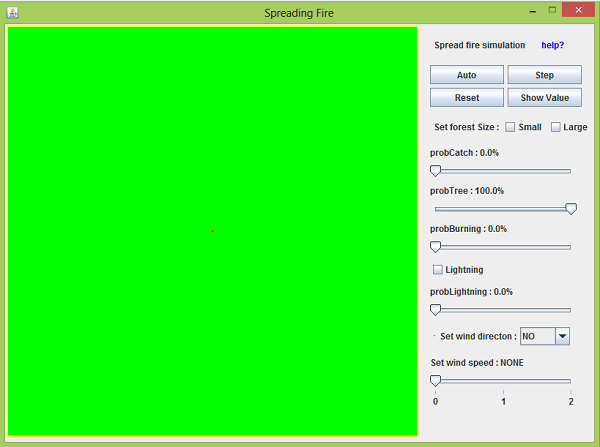 Spreading Fire
Spread fire simulation help?
Auto Step
Reset Show Value
Set forest Size : Small Large
probCatch : 0.0%
probTree : 100.0%
probBurning : 0.0%
Lightning
probLightning : 0.0%
Set wind directon : NO
Set wind speed : NONE
0 1 2